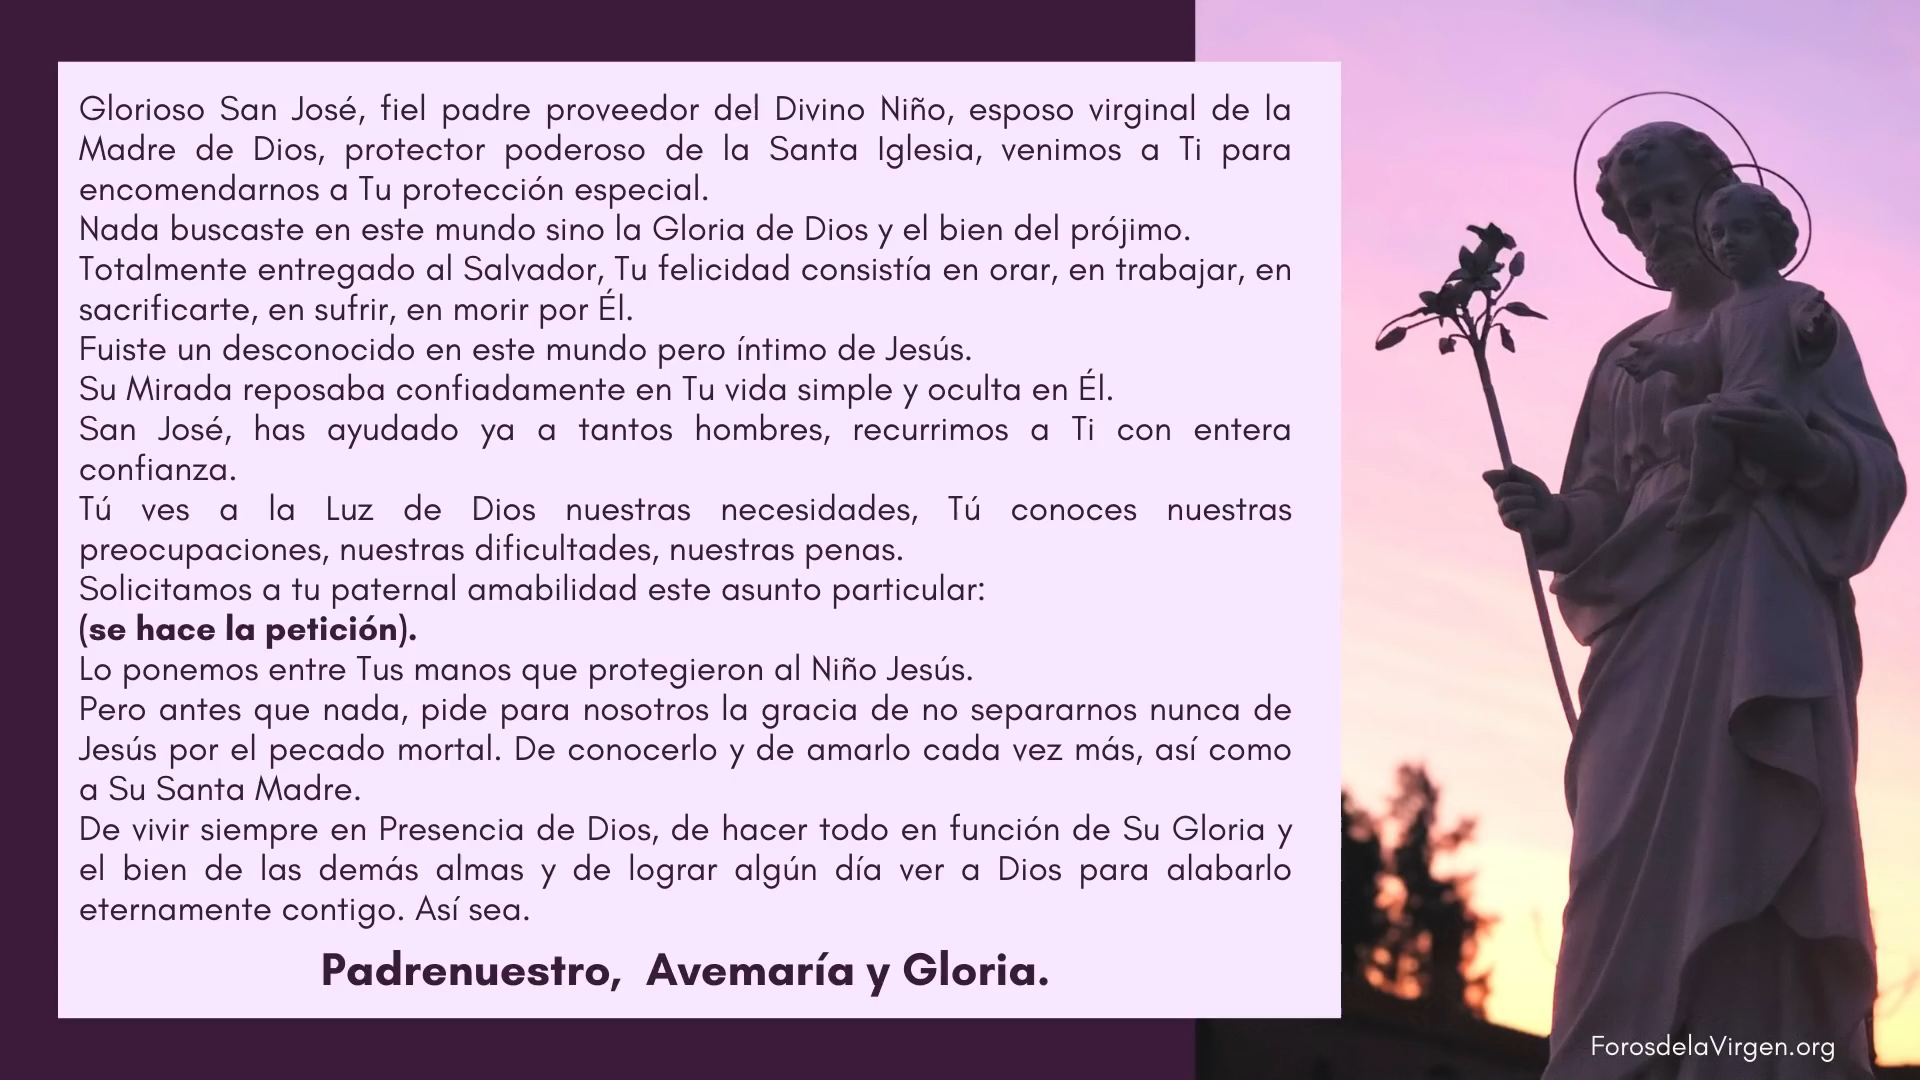 Glorioso San José, fiel padre proveedor del Divino Niño, esposo virginal de la
Madre de Dios, protector poderoso de la Santa Iglesia, venimos a Ti para
encomendarnos a Tu protección especial.
Nada buscaste en este mundo sino la Gloria de Dios y el bien del prójimo.
Totalmente entregado al Salvador, Tu felicidad consistía en orar, en trabajar, en
sacrificarte, en sufrir, en morir por Él.
Fuiste un desconocido en este mundo pero íntimo de Jesús.
Su Mirada reposaba confiadamente en Tu vida simple y oculta en Él.
San José, has ayudado ya a tantos hombres, recurrimos a Ti con entera
confianza.
Tú ves a la Luz de Dios nuestras necesidades, Tú conoces nuestras
preocupaciones, nuestras dificultades, nuestras penas.
Solicitamos a tu paternal amabilidad este asunto particular:
(se hace la petición).
Lo ponemos entre Tus manos que protegieron al Niño Jesús.
Pero antes que nada, pide para nosotros la gracia de no separarnos nunca de
Jesús por el pecado mortal. De conocerlo y de amarlo cada vez más, así como
a Su Santa Madre.
De vivir siempre en Presencia de Dios, de hacer todo en función de Su Gloria y
el bien de las demás almas y de lograr algún día ver a Dios para alabarlo
eternamente contigo. Así sea.
Padrenuestro, Avemaría y Gloria.
ForosdelaVirgen.org